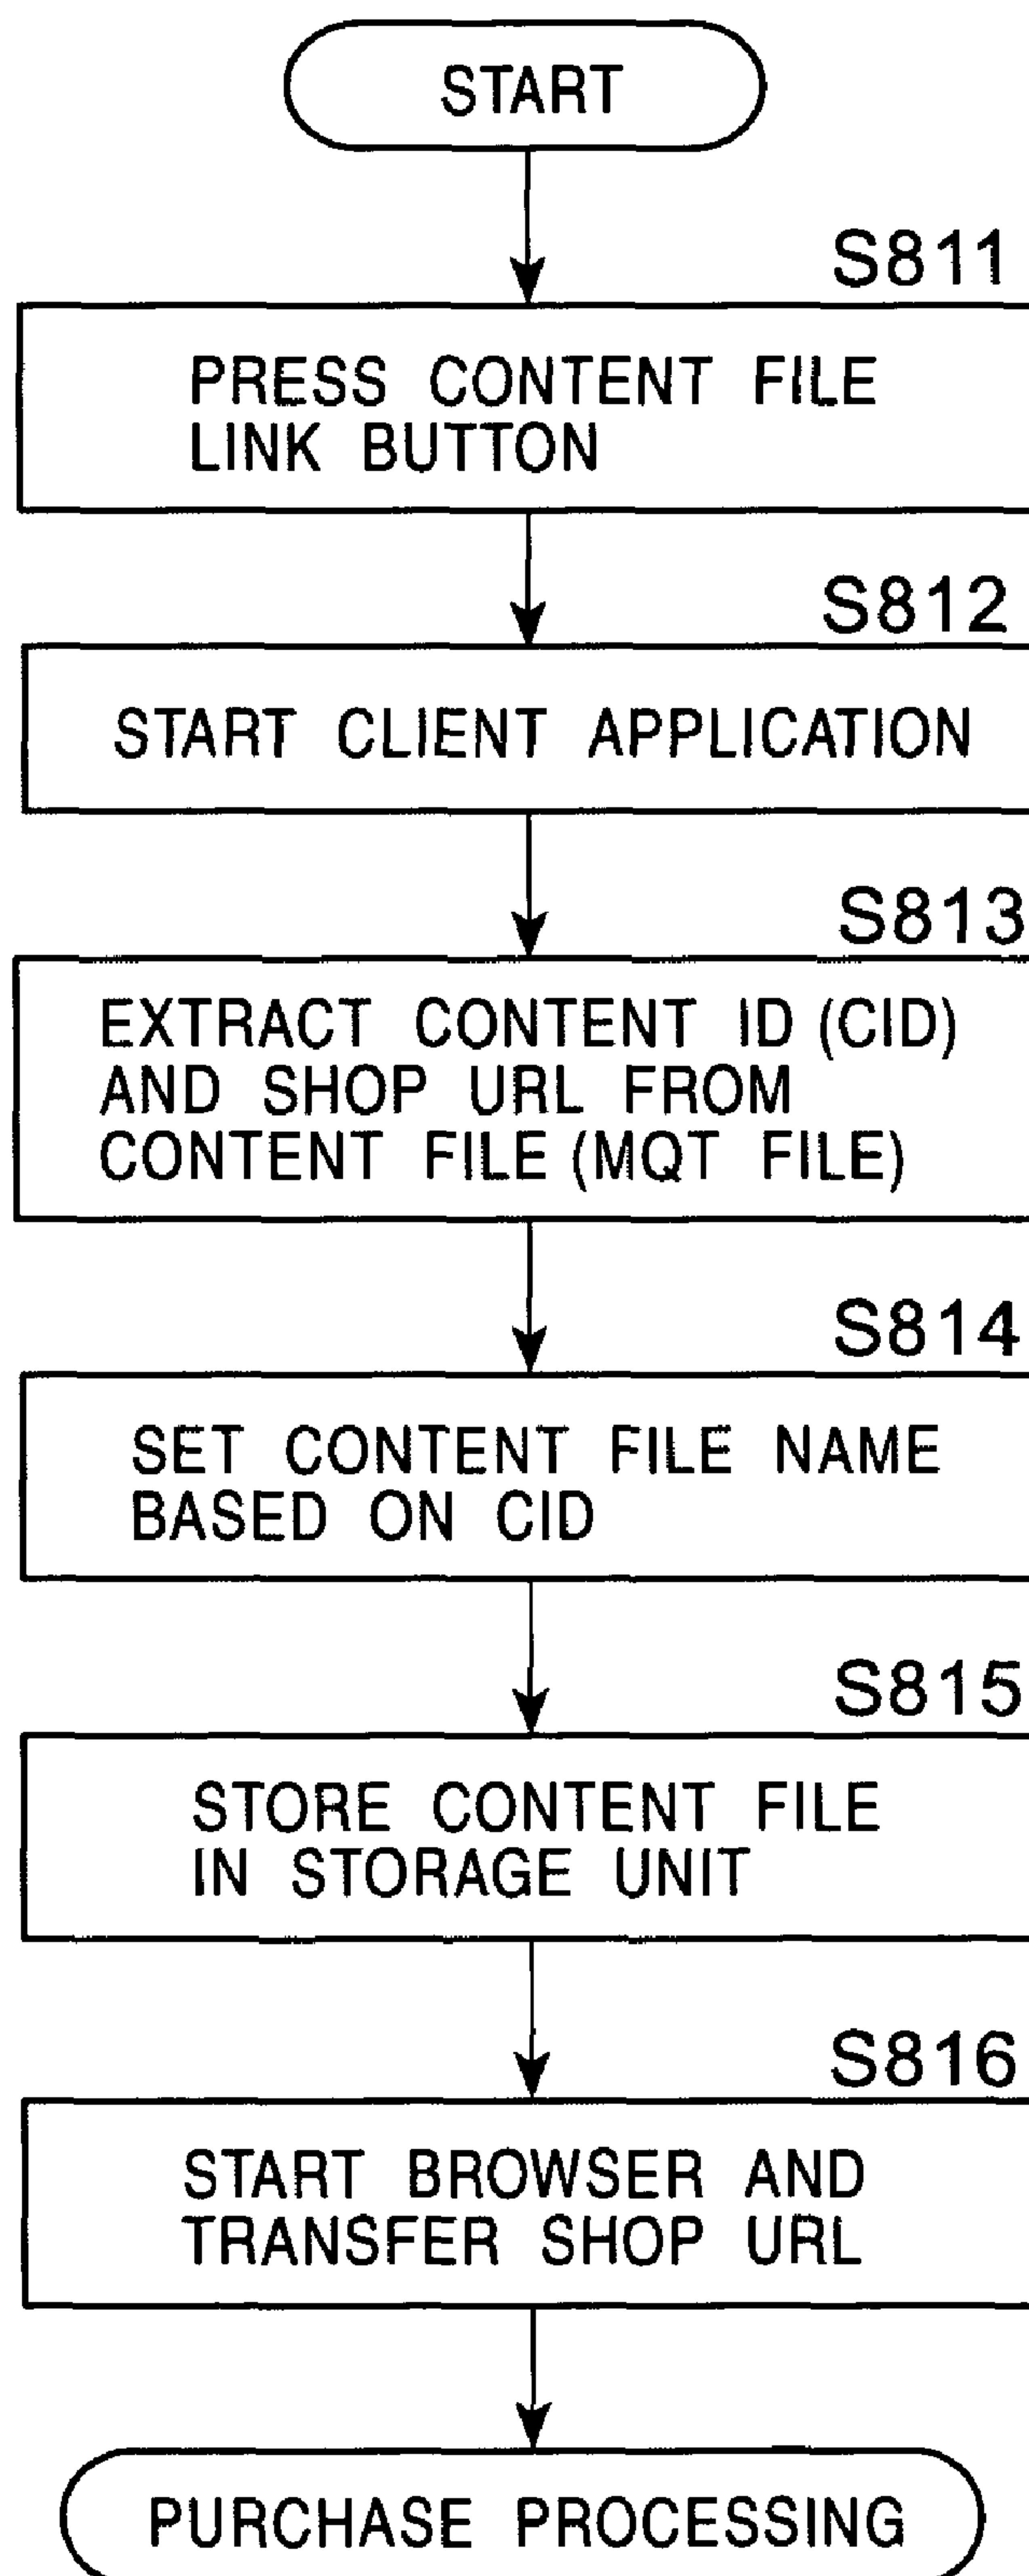 START
S811
PRESS CONTENT FILE
LINK BUTTON
S812
START CLIENT APPLICATION
S813
EXTRACT CONTENT ID (CID)
AND SHOP URL FROM
CONTENT FILE (MQT FILE)
S814
SET CONTENT FILE NAME
BASED ON CID
S815
STORE CONTENT FILE
IN STORAGE UNIT
S816
START BROWSER AND
TRANSFER SHOP URL
PURCHASE PROCESSING